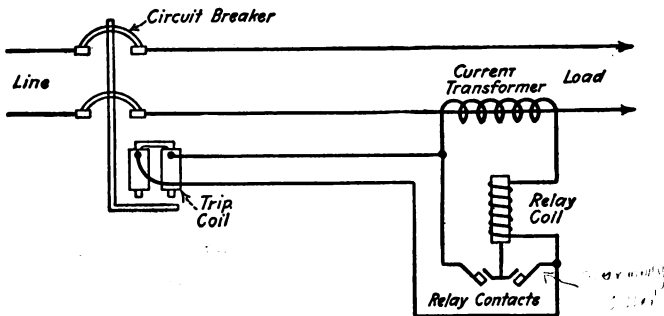 Circuit Breaker
Line
Current
Transformer
Load
Trip
Coil
Relay
Coil
Relay Contacts